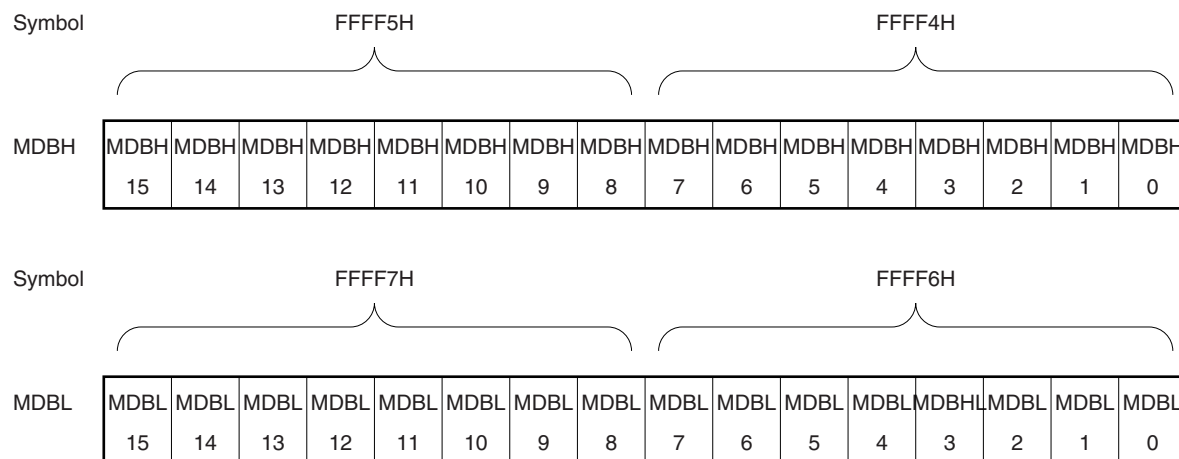 Symbol FFFF5H FFFF4H
MDBH MDBH MDBH MDBH MDBH MDBH MDBH MDBH MDBH MDBH MDBH MDBH MDBH MDBH MDBH MDBH MDBH
15 14 13 12 11 10 9 8 7 6 5 4 3 2 1 0
Symbol FFFF7H FFFF6H
MDBL MDBL MDBL MDBL MDBL MDBL MDBL MDBL MDBL MDBL MDBL MDBL MDBL MDBHL MDBL MDBL MDBL
15 14 13 12 11 10 9 8 7 6 5 4 3 2 1 0